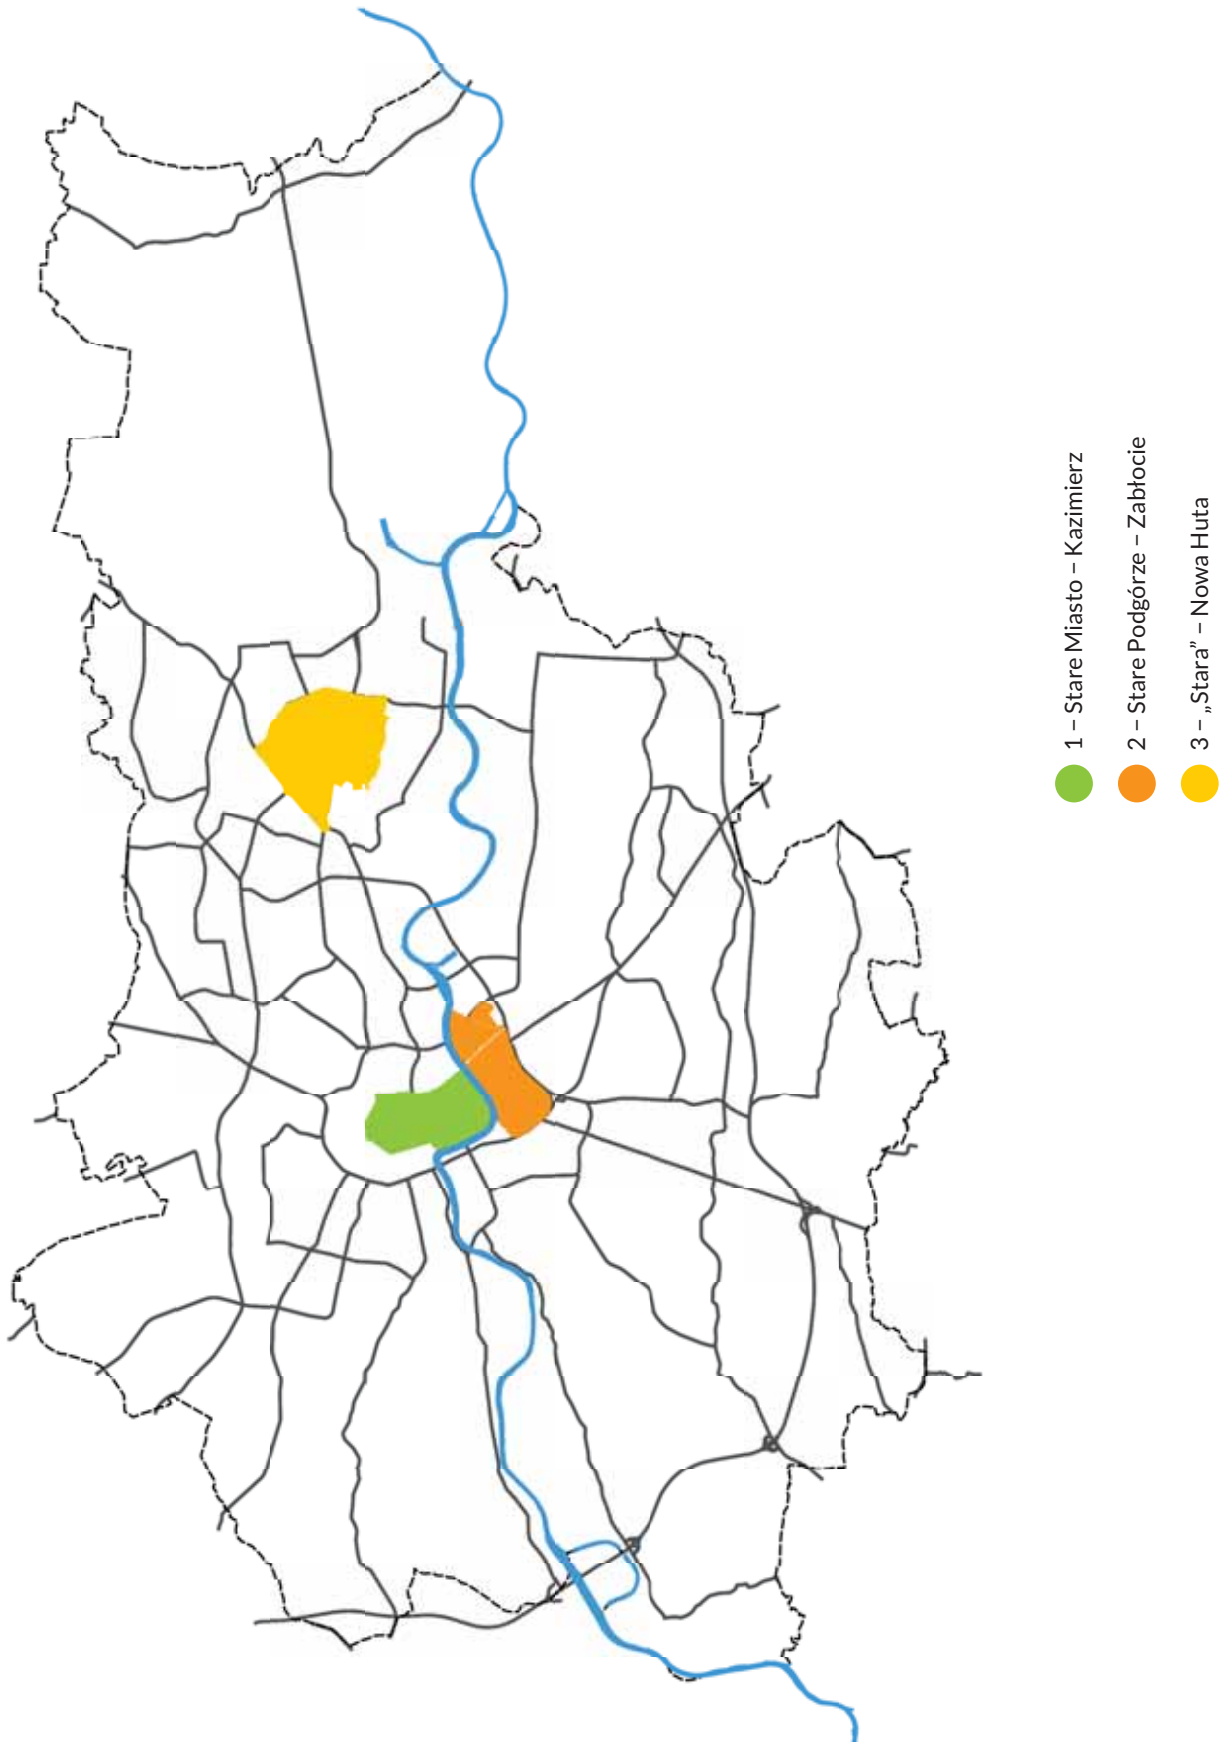 1 – Stare Miasto – Kazimierz
2 – Stare Podgórze – Zabłocie
3 – „Stara” – Nowa Huta